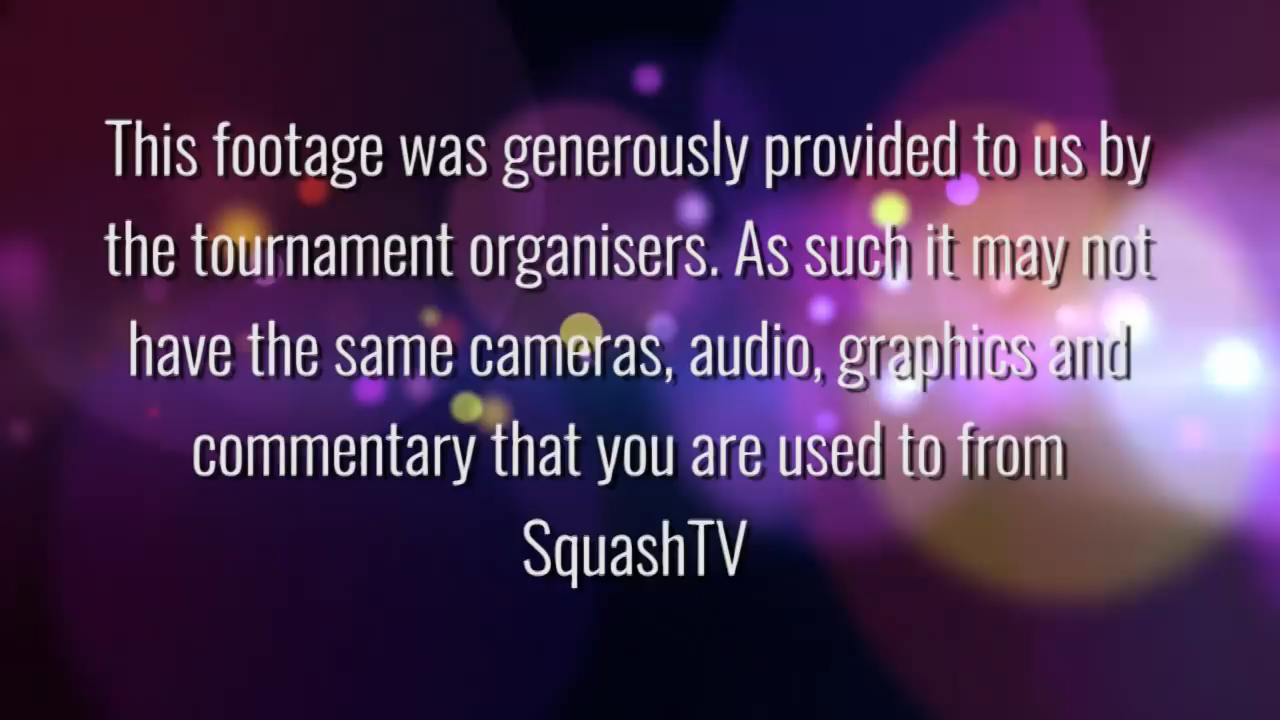 This footage was generously provided to us by
the tournament organisers. As such it may not
have the same cameras, audio, graphics and
commentary that you are used to from
SquashTV